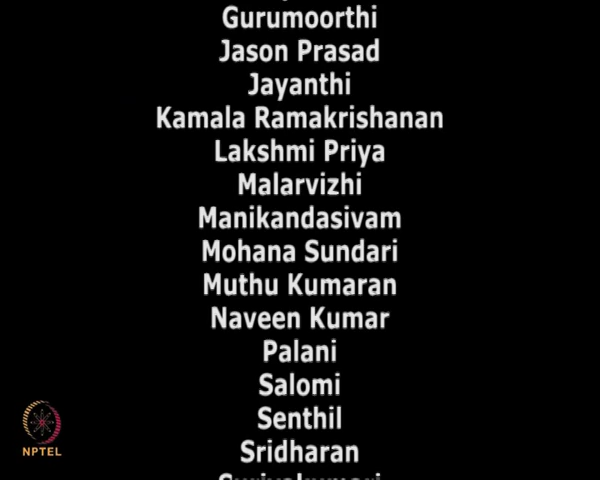 Gurumoorthi
Jason Prasad
Jayanthi
Kamala Ramakrishanan
Lakshmi Priya
Malarvizhi
Manikandasivam
Mohana Sundari
Muthu Kumaran
Naveen Kumar
Palani
Salomi
Senthil
Sridharan
NPTEL